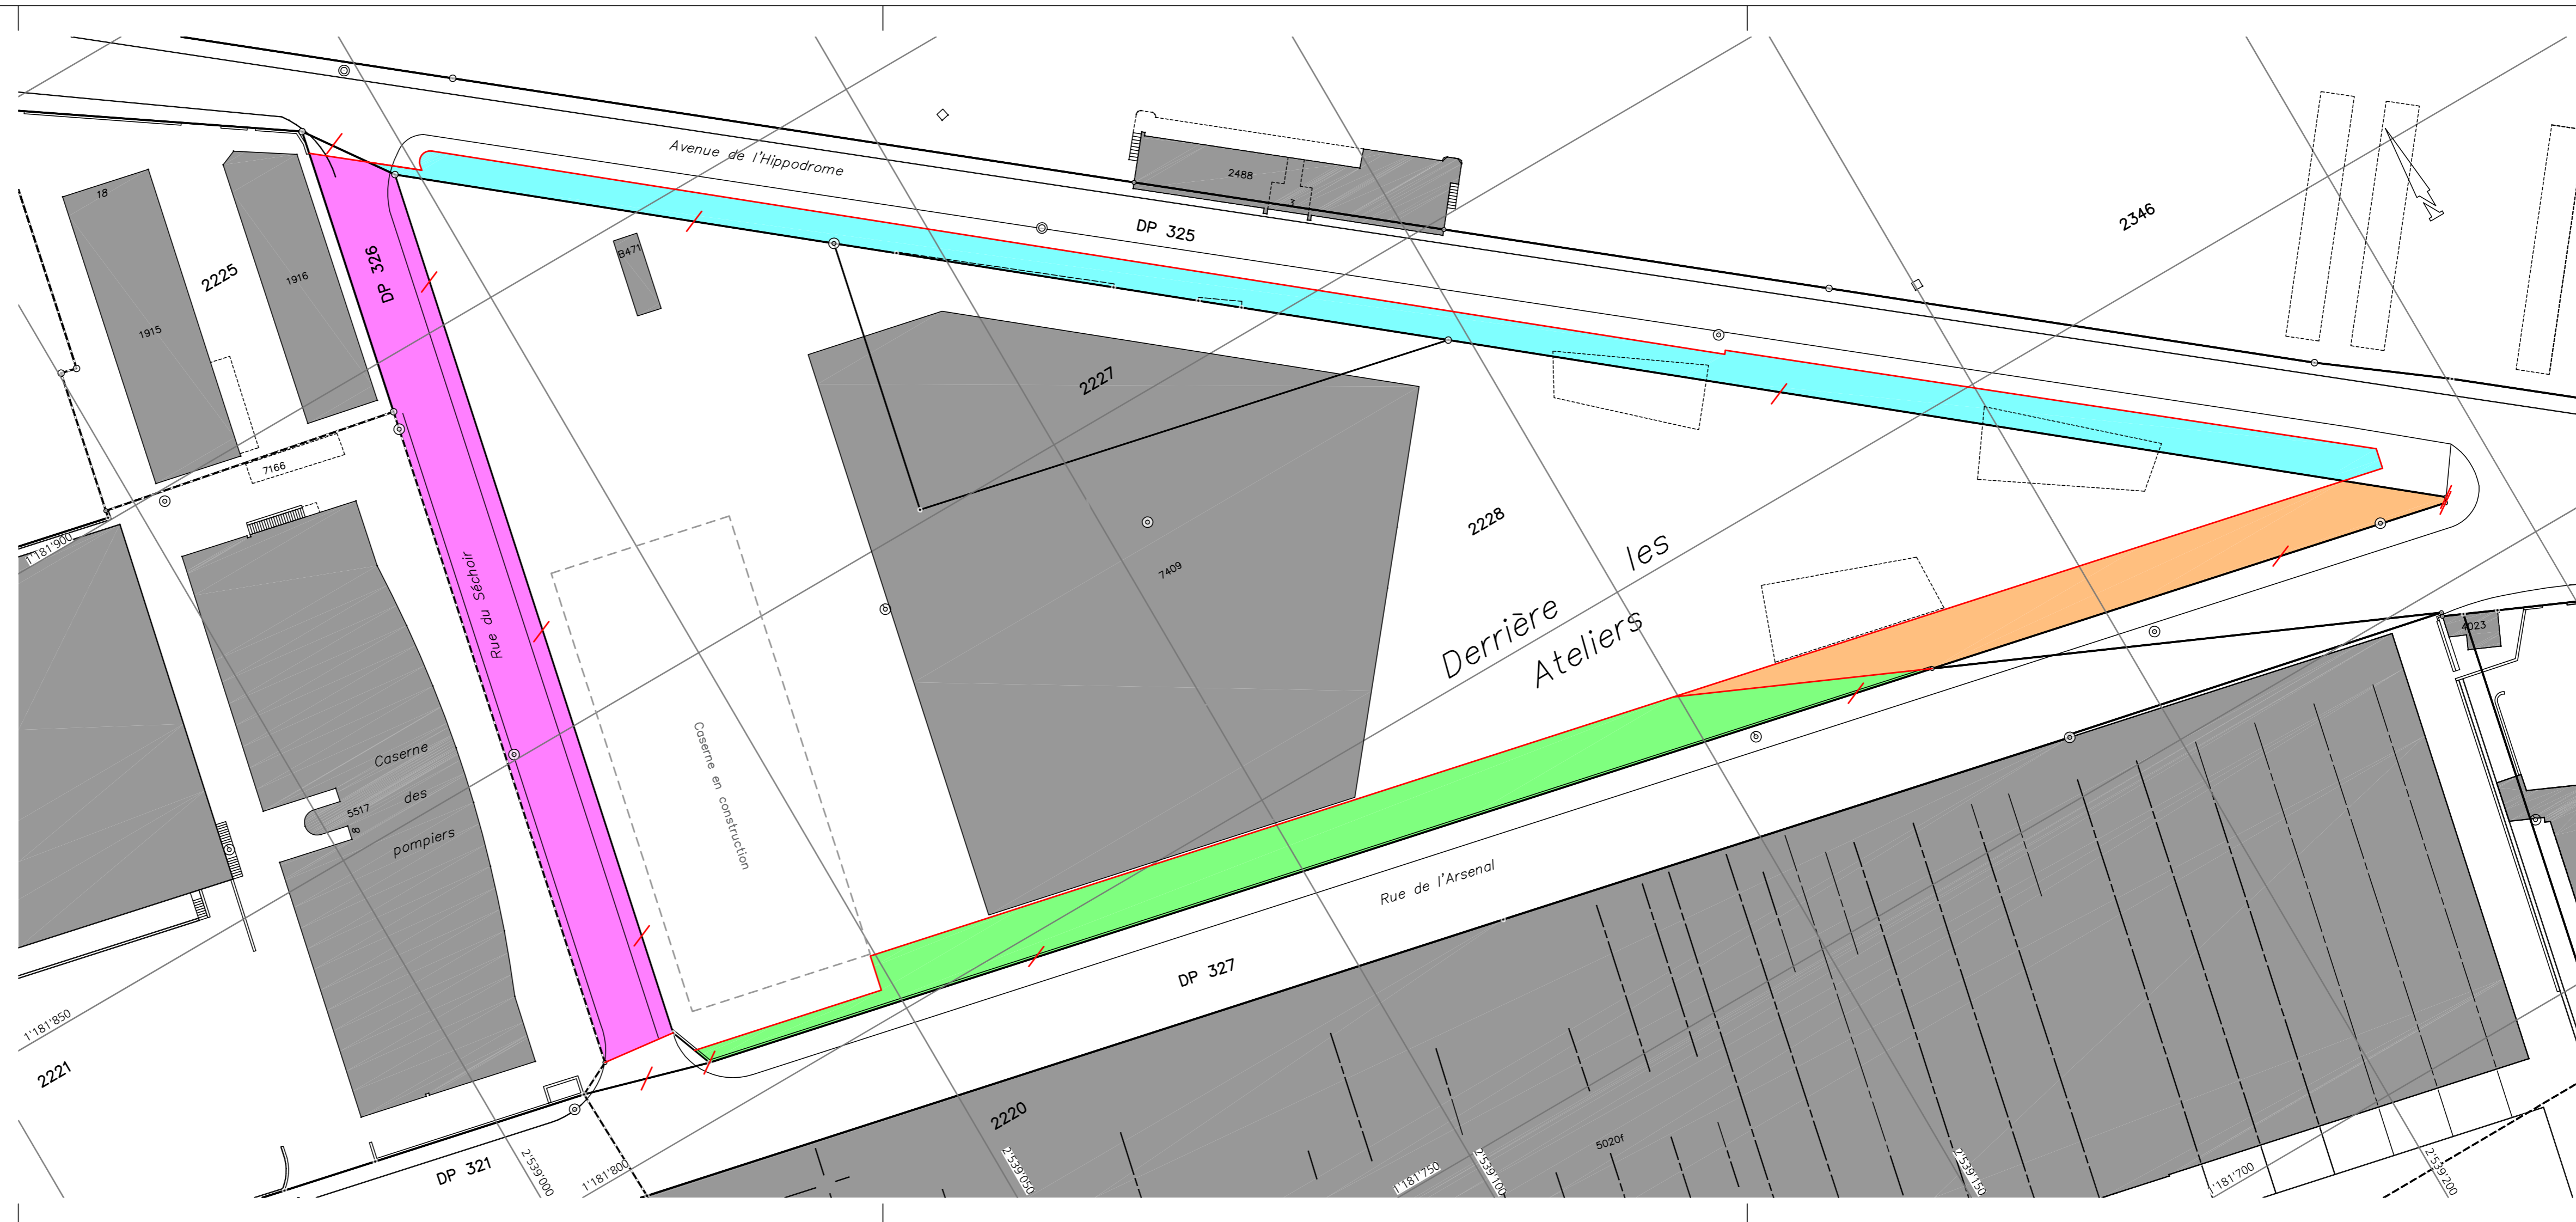 18
Avenue de l'Hippodrome
2488
3
DP 325
2346
2225
1916
DP 326
B471
1915
2227
7166
2228
les
1'181'900
7409
Rue du Séchoir
Derrière
Ateliers
4023
Caserne en construction
Caserne
des
pompiers
5517
8
Rue de l'Arsenal
DP 327
1'181'850
2221
2220
5020f
DP 321
2'539'000
1'181'800
2'539'050
1'181'750
2'539'100
2'539'150
1'181'700
2'539'200
N